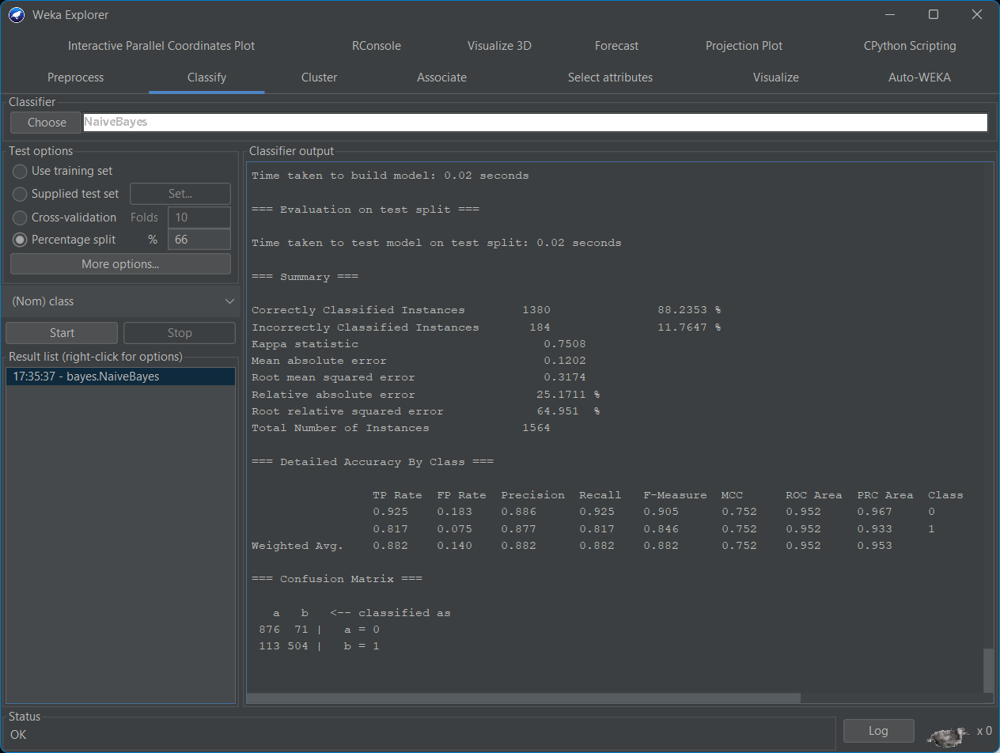 Weka Explorer
Interactive Parallel Coordinates Plot RConsole Visualize 3D Forecast Projection Plot CPython Scripting
Preprocess Classify Cluster Associate Select attributes Visualize Auto-WEKA
Classifier
Choose NaiveBayes
Test options
Use training set
Supplied test set Set...
Cross-validation Folds 10
Percentage split % 66
More options...
(Nom) class
Start Stop
Result list (right-click for options)
17:35:37 - bayes.NaiveBayes
Classifier output
Time taken to build model: 0.02 seconds
=== Evaluation on test split ===
Time taken to test model on test split: 0.02 seconds
=== Summary ===
Correctly Classified Instances 1380 88.2353 %
Incorrectly Classified Instances 184 11.7647 %
Kappa statistic 0.7508
Mean absolute error 0.1202
Root mean squared error 0.3174
Relative absolute error 25.1711 %
Root relative squared error 64.951 %
Total Number of Instances 1564
=== Detailed Accuracy By Class ===
TP Rate FP Rate Precision Recall F-Measure MCC ROC Area PRC Area Class
0.925 0.183 0.886 0.925 0.905 0.752 0.952 0.967 0
0.817 0.075 0.877 0.817 0.846 0.752 0.952 0.933 1
Weighted Avg. 0.882 0.140 0.882 0.882 0.882 0.752 0.952 0.953
=== Confusion Matrix ===
a b <-- classified as
876 71 | a = 0
113 504 | b = 1
Status
OK
Log x 0